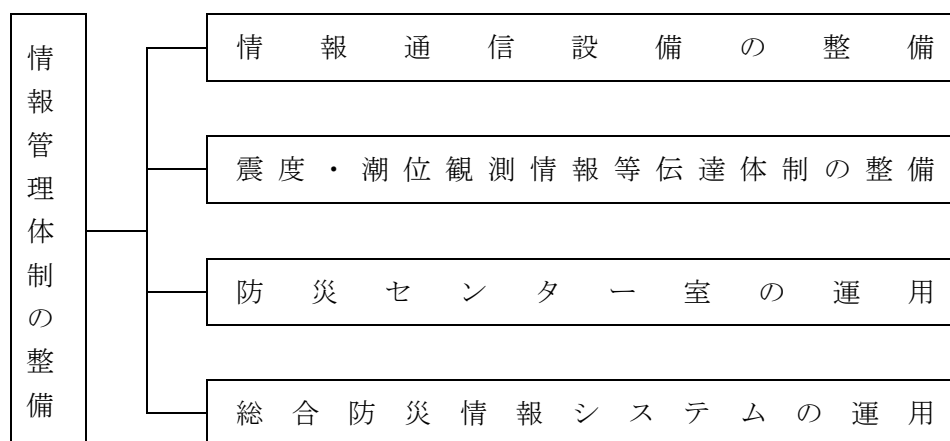 情報管理体制の整備
情報通信設備の整備
震度・潮位観測情報等伝達体制の整備
防災センター室の運用
総合防災情報システムの運用